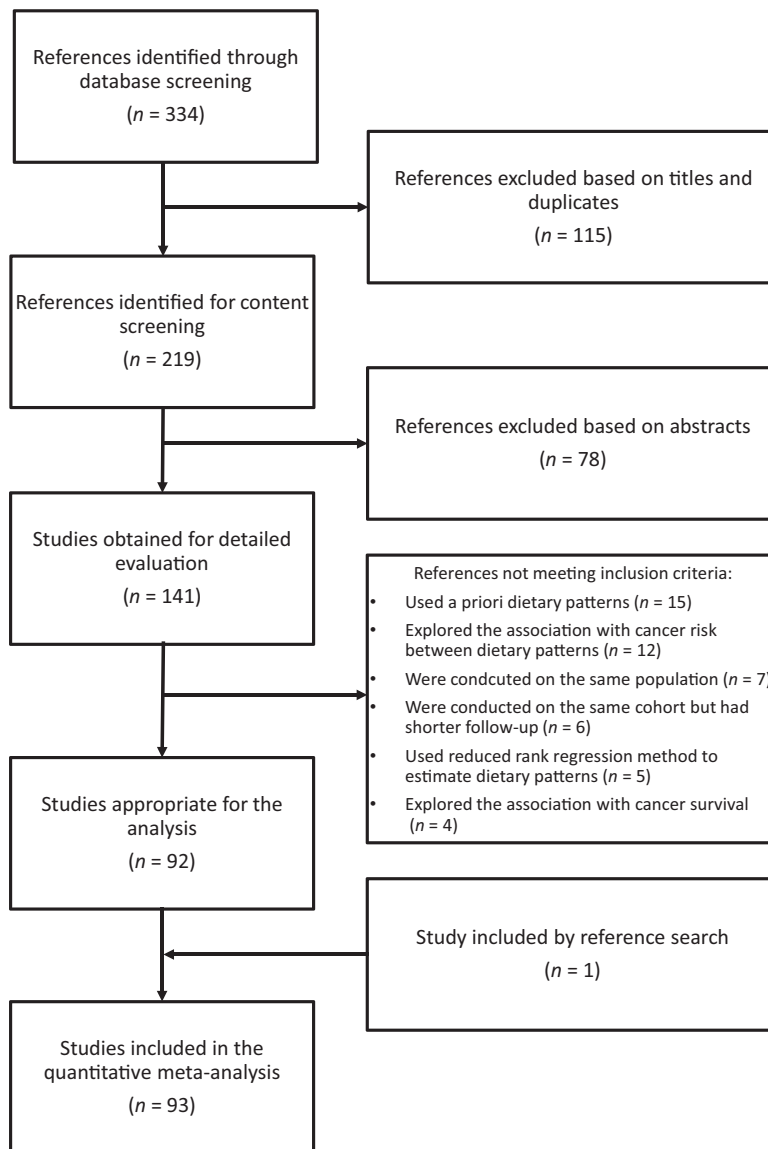 References identified through
database screening
(n = 334)
References excluded based on titles and
duplicates
(n = 115)
References identified for content
screening
(n = 219)
References excluded based on abstracts
(n = 78)
Studies obtained for detailed
evaluation
(n = 141)
References not meeting inclusion criteria:
• Used a priori dietary patterns (n = 15)
• Explored the association with cancer risk
between dietary patterns (n = 12)
• Were condcuted on the same population (n = 7)
• Were conducted on the same cohort but had
shorter follow-up (n = 6)
• Used reduced rank regression method to
estimate dietary patterns (n = 5)
• Explored the association with cancer survival
(n = 4)
Studies appropriate for the
analysis
(n = 92)
Study included by reference search
(n = 1)
Studies included in the
quantitative meta-analysis
(n = 93)